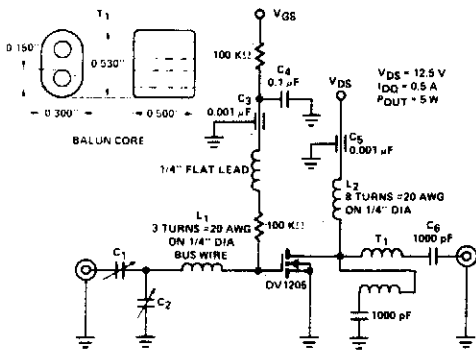 T1
0.150"
0.530"
0.300"
0.500"
BALUN CORE
VGS
100 KΩ
C4
0.1 µF
C3
0.001 µF
1/4" FLAT LEAD
100 KΩ
L1
3 TURNS =20 AWG
ON 1/4" DIA
BUS WIRE
C1
C2
VDS
VDS = 12.5 V
IDQ = 0.5 A
POUT = 5 W
C5
0.001 µF
L2
8 TURNS =20 AWG
ON 1/4" DIA
T1
C6
1000 pF
DV1206
1000 pF